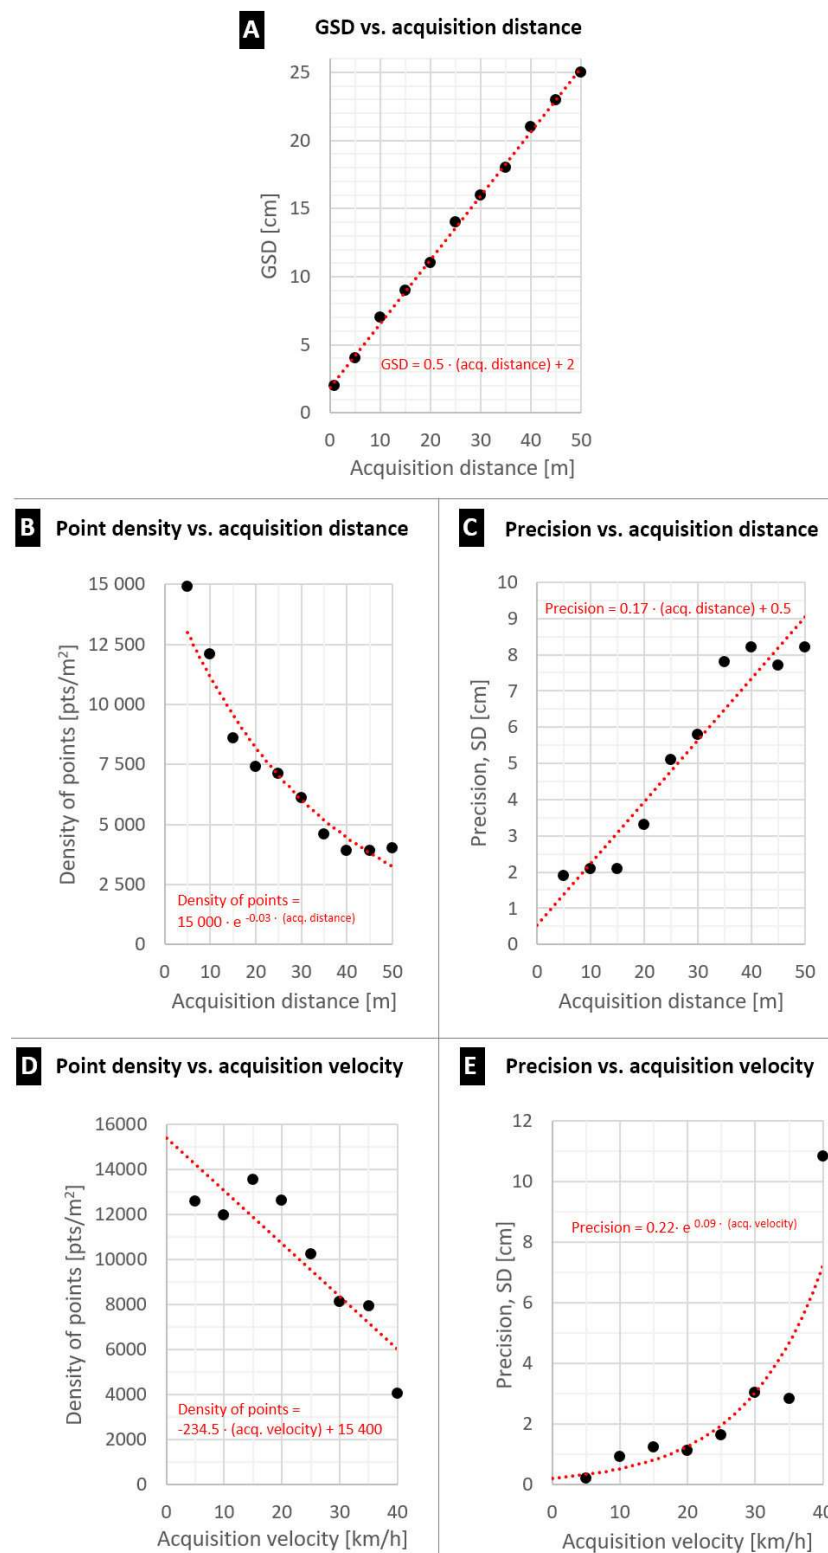 A GSD vs. acquisition distance
25
20
15
10
5
0
GSD [cm]
GSD = 0.5 · (acq. distance) + 2
0 10 20 30 40 50
Acquisition distance [m]
B Point density vs. acquisition distance
15 000
12 500
10 000
7 500
5 000
2 500
0
Density of points [pts/m²]
Density of points =
15 000 · e -0.03 · (acq. distance)
0 10 20 30 40 50
Acquisition distance [m]
C Precision vs. acquisition distance
10
9
8
7
6
5
4
3
2
1
0
Precision, SD [cm]
Precision = 0.17 · (acq. distance) + 0.5
0 10 20 30 40 50
Acquisition distance [m]
D Point density vs. acquisition velocity
16000
14000
12000
10000
8000
6000
4000
2000
0
Density of points [pts/m²]
Density of points =
-234.5 · (acq. velocity) + 15 400
0 10 20 30 40
Acquisition velocity [km/h]
E Precision vs. acquisition velocity
12
10
8
6
4
2
0
Precision, SD [cm]
Precision = 0.22· e 0.09 · (acq. velocity)
0 10 20 30 40
Acquisition velocity [km/h]